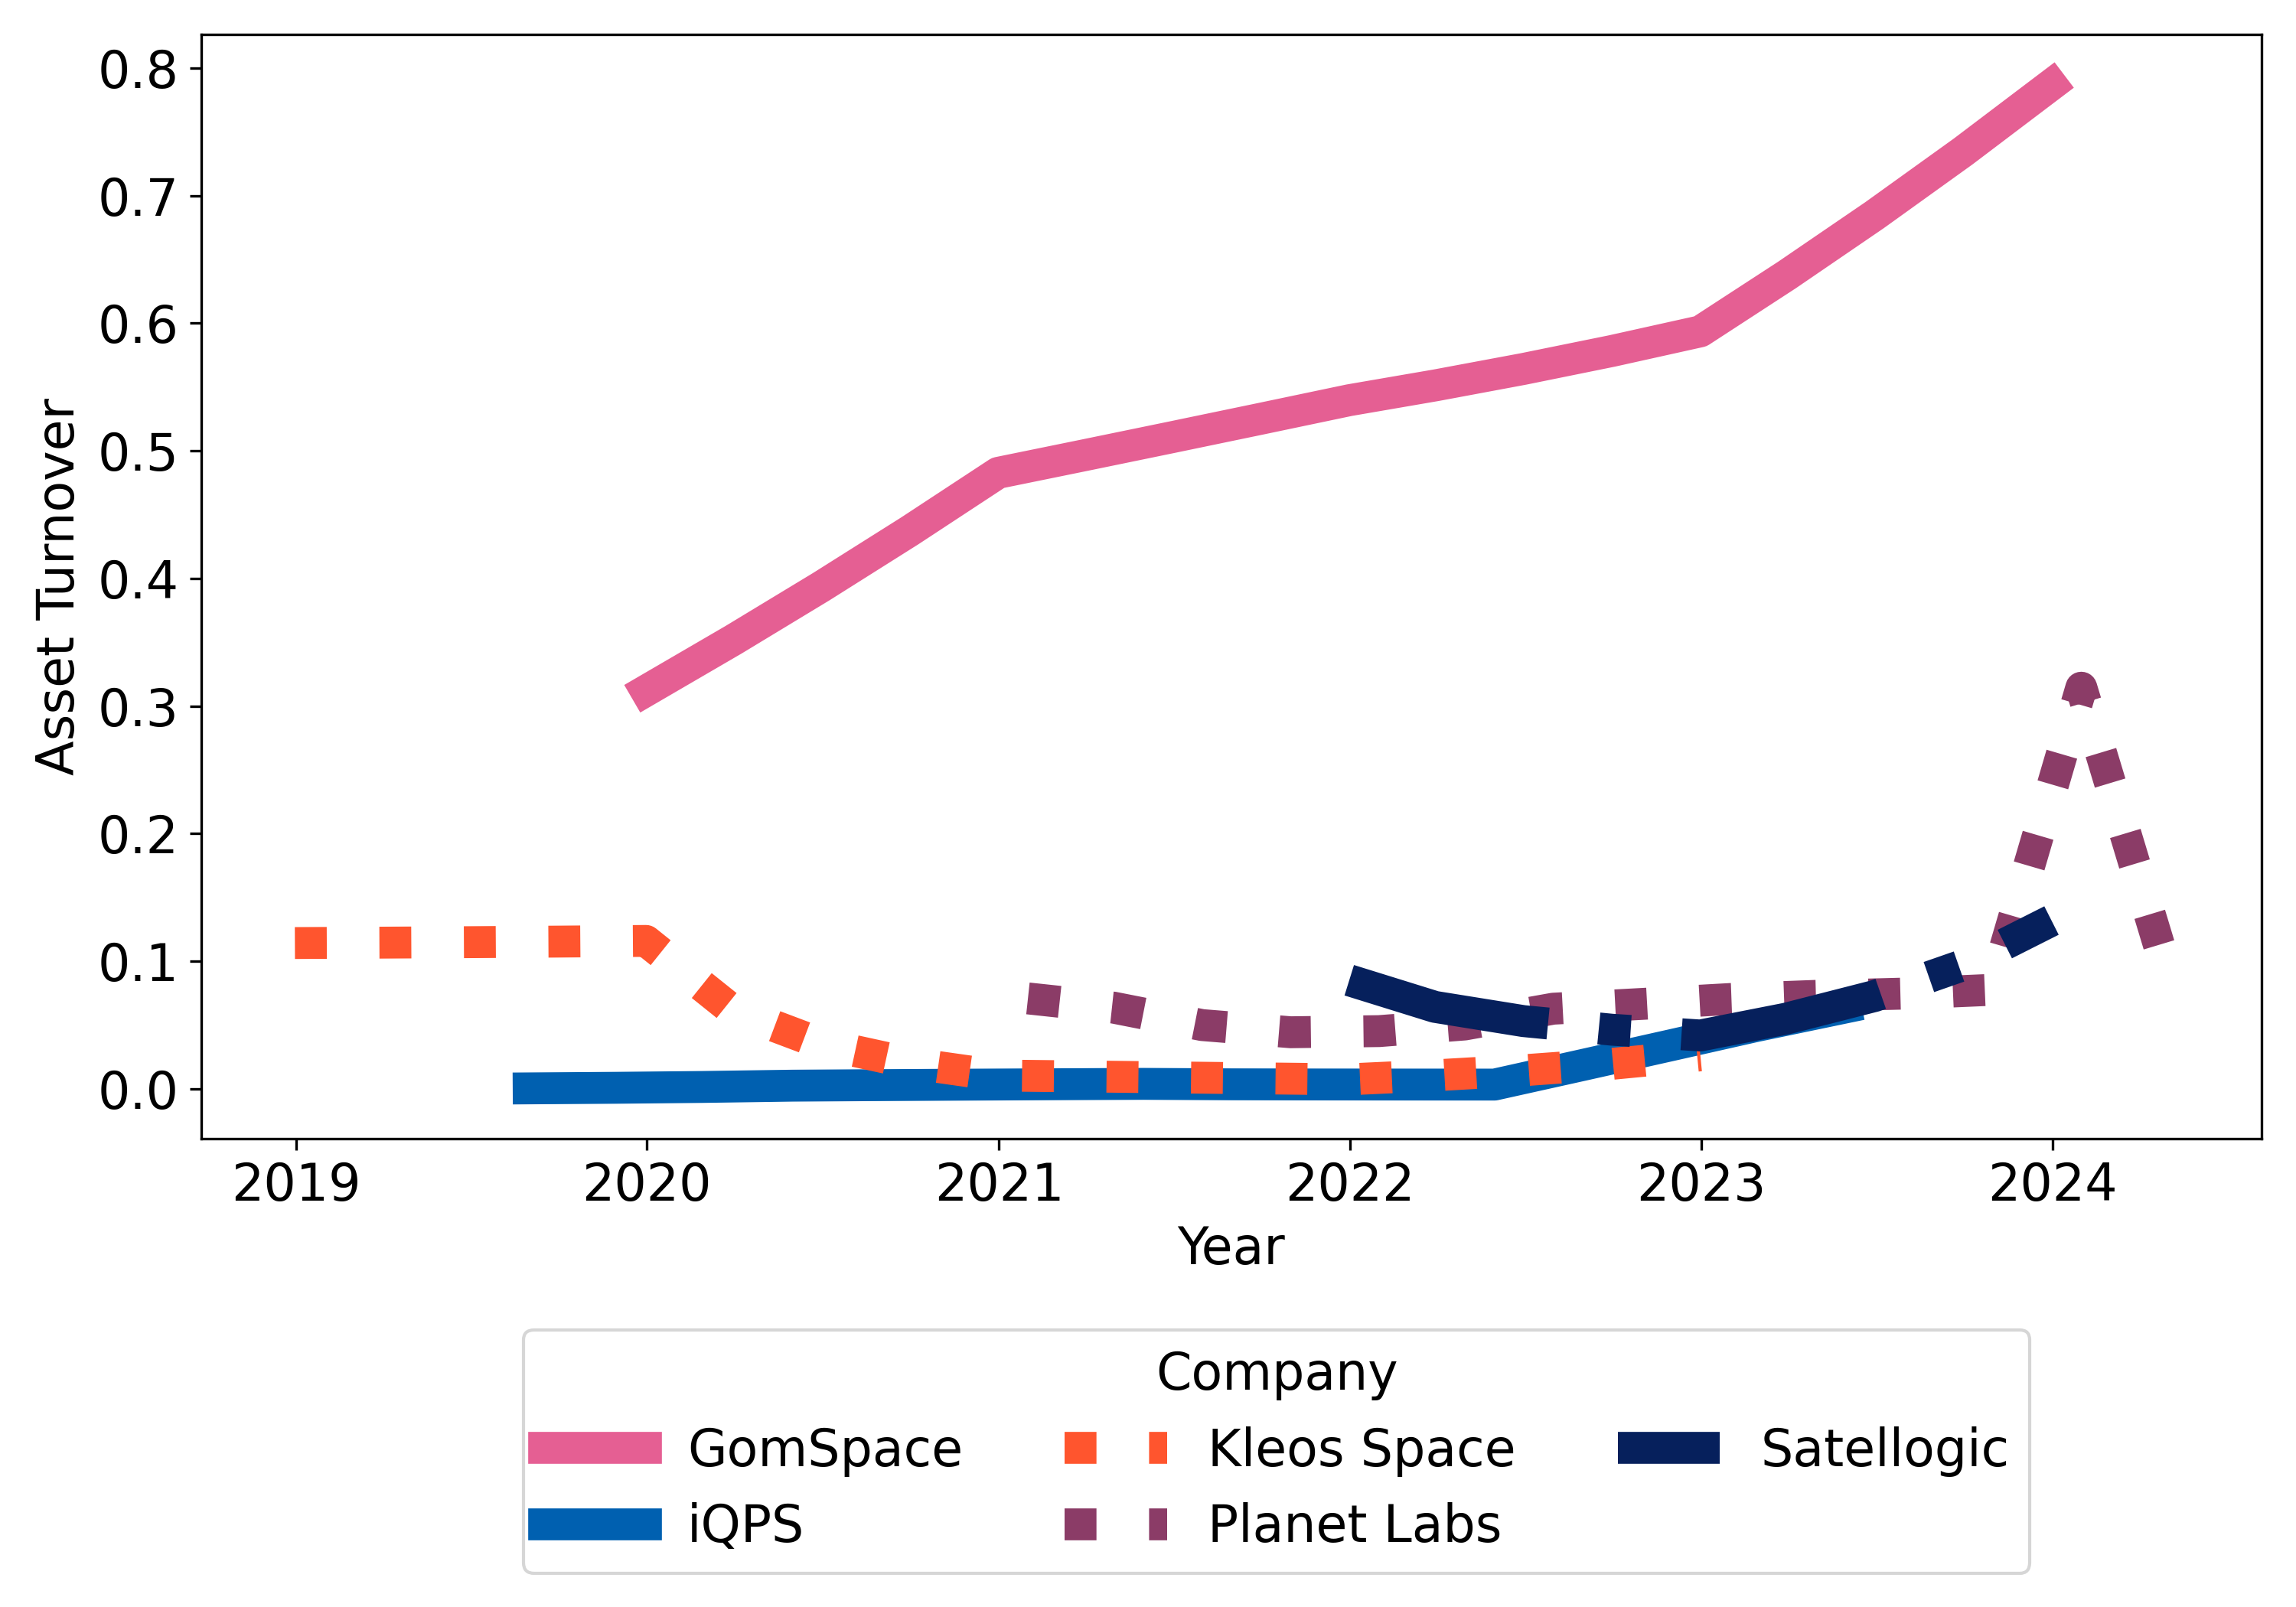 0.8
0.7
0.6
0.5
0.4
0.3
0.2
0.1
0.0
Asset Turnover
2019 2020 2021 2022 2023 2024
Year
Company
GomSpace Kleos Space Satellogic
iQPS Planet Labs